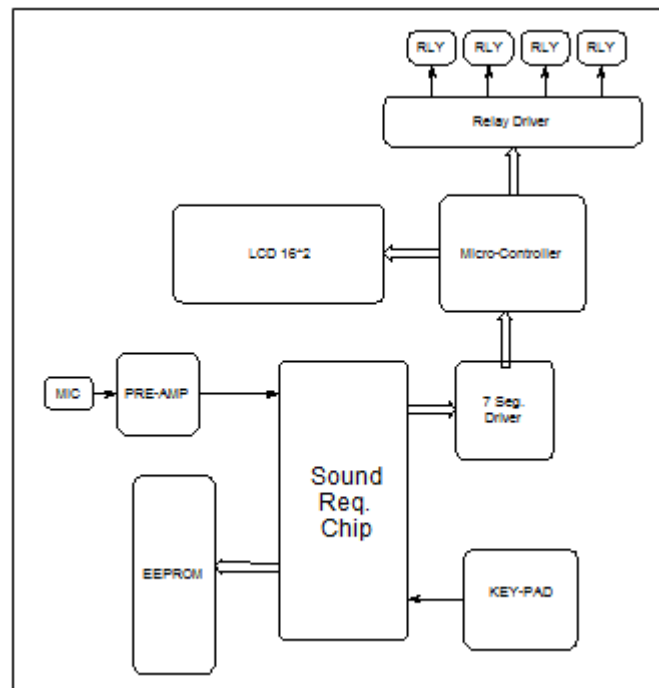 RLY RLY RLY RLY
Relay Driver
LCD 16*2
Micro-Controller
MIC
PRE-AMP
7 Seg.
Driver
Sound
Req.
Chip
EEPROM
KEY-PAD